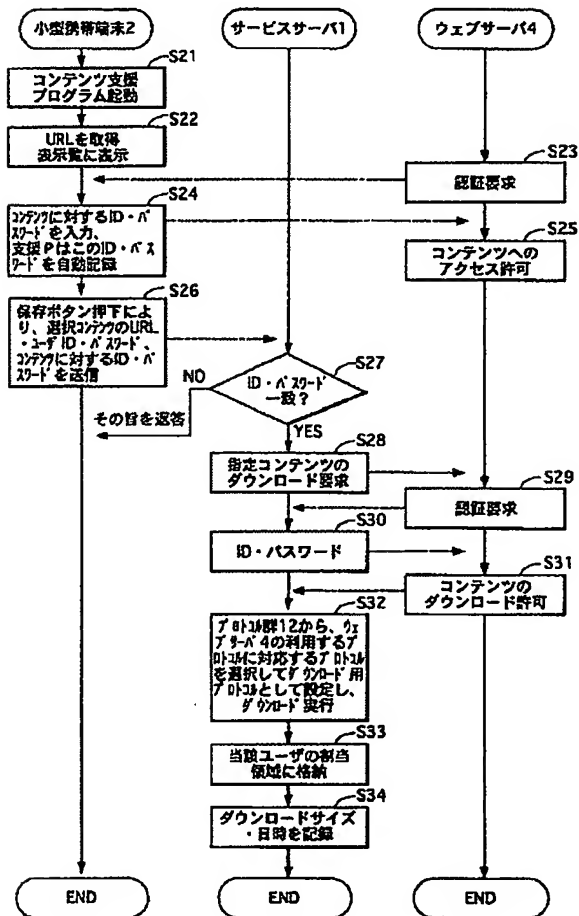 小型携帯端末2
サービスサーバ1
ウェブサーバ4
S21
コンテンツ支援
プログラム起動
S22
URLを取得
表示覧に表示
S23
認証要求
S24
コンテンツに対するID・パ
スワードを入力、
支援Pはこのに ID・パス
ワードを自動記録
S25
コンテンツへの
アクセス許可
S26
保存ボタン押下によ
り、選択コンテンツのURL
・ユーザID・パスワード、
コンテンツに対するID・パ
スワードを送信
S27
ID・パスワード
一致?
NO
その旨を返答
YES
S28
指定コンテンツの
ダウンロード要求
S29
認証要求
S30
ID・パスワード
S31
コンテンツの
ダウンロード許可
S32
プロトコル群12から、ウェ
ブサーバ4の利用するプ
ロトコルに対応するプロトコル
を選択してダウンロード用
プロトコルとして設定し、
ダウンロード実行
S33
当該ユーザの割当
領域に格納
S34
ダウンロードサイズ
・日時を記録
END
END
END